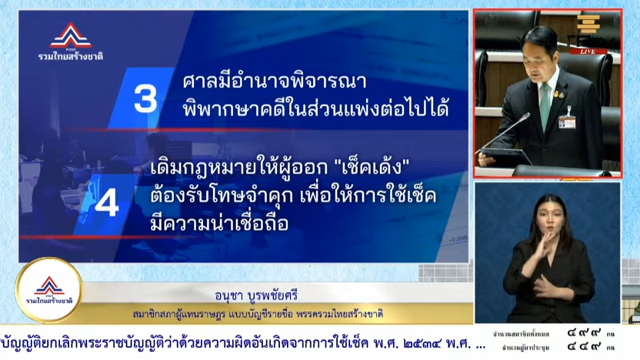 รวมไทยสร้างชาติ
3
ศาลมีอำนาจพิจารณา
พิพากษาคดีในส่วนแพ่งต่อไปได้
4
เดิมกฎหมายให้ผู้ออก "เช็คเด้ง"
ต้องรับโทษจำคุก เพื่อให้การใช้เช็ค
มีความน่าเชื่อถือ
LIVE
รวมไทยสร้างชาติ
อนุชา บูรพชัยศรี
สมาชิกสภาผู้แทนราษฎร แบบบัญชีรายชื่อ พรรครวมไทยสร้างชาติ
บัญญัติยกเลิกพระราชบัญญัติว่าด้วยความผิดอันเกิดจากการใช้เช็ค พ.ศ. ๒๕๓๔ พ.ศ. ...
จำนวนสมาชิกทั้งหมด ๔๙๙ คน
จำนวนผู้มาประชุม ๔๔๙ คน